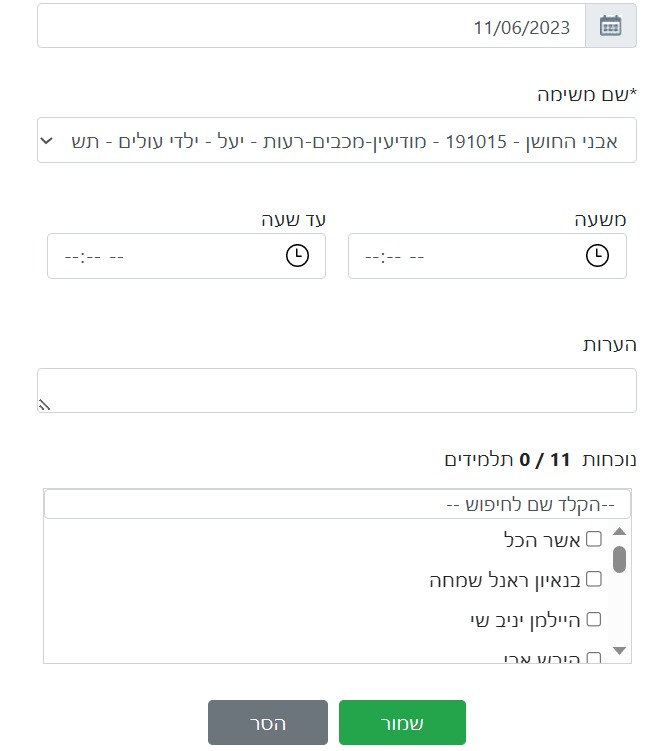 11/06/2023
*שם משימה
אבני החושן - 191015 - מודיעין-מכבים-רעות - יעל - ילדי עולים - תש
משעה
--:-- --
עד שעה
--:-- --
הערות
נוכחות 11 / 0 תלמידים
--הקלד שם לחיפוש --
אשר הכל
בנאיון ראנל שמחה
היילמן יניב שי
שמור
הסר